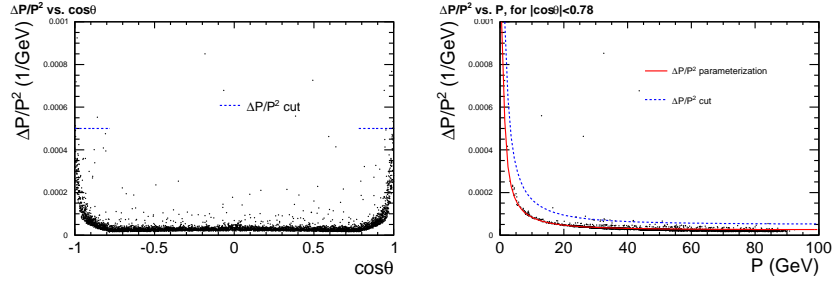 ΔP/P² vs. cosθ
ΔP/P² (1/GeV)
0.001
0.0008
0.0006
0.0004
0.0002
0
ΔP/P² cut
-1 -0.5 0 0.5 1
cosθ
ΔP/P² vs. P, for |cosθ|<0.78
ΔP/P² (1/GeV)
0.001
0.0008
0.0006
0.0004
0.0002
0
ΔP/P² parameterization
ΔP/P² cut
0 20 40 60 80 100
P (GeV)